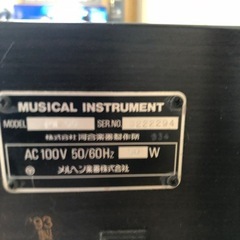 MUSICAL INSTRUMENT
MODEL SER.NO.
株式会社 河合楽器製作所
AC100V 50/60Hz W
メルヘン楽器株式会社
'93